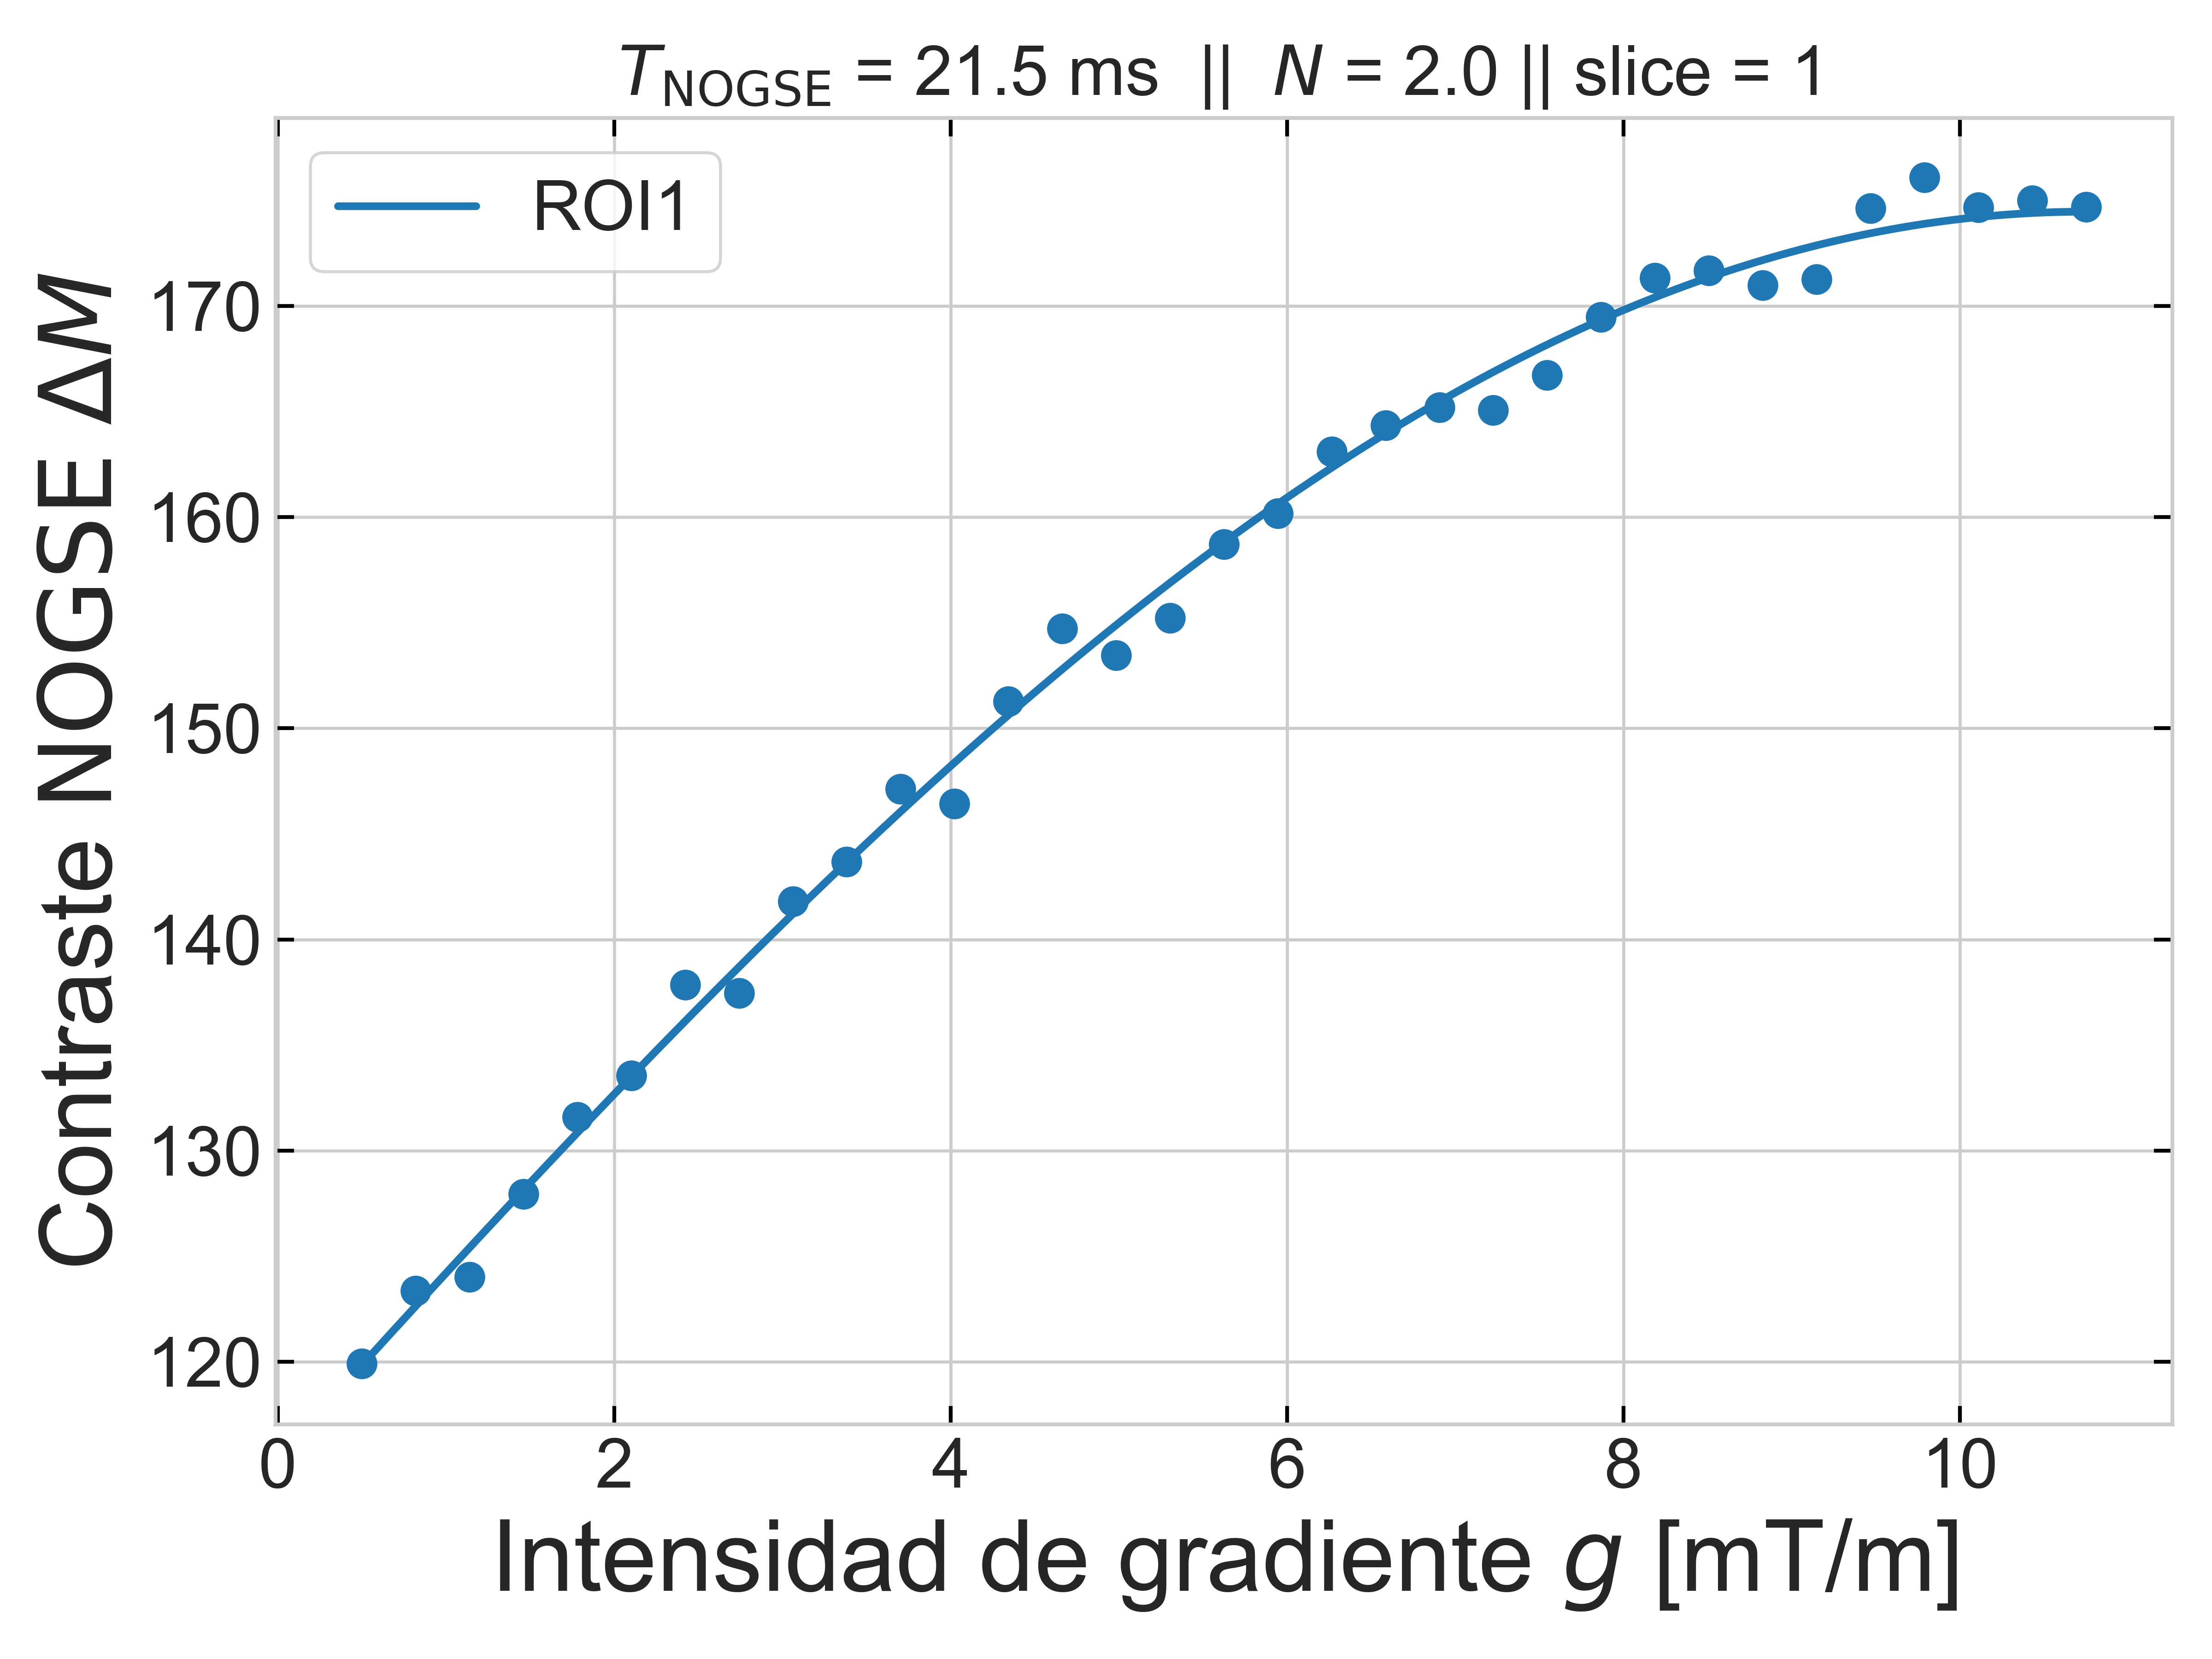 T_NOGSE = 21.5 ms || N = 2.0 || slice = 1
ROI1
Contraste NOGSE ΔM
170
160
150
140
130
120
0 2 4 6 8 10
Intensidad de gradiente g [mT/m]